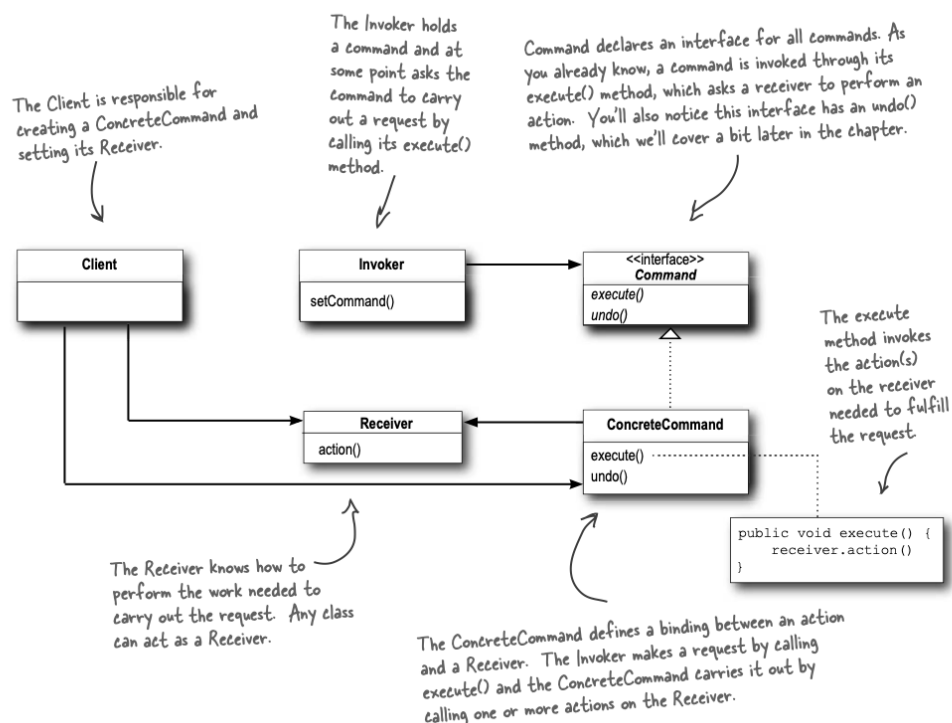 The Client is responsible for
creating a ConcreteCommand and
setting its Receiver.
The Invoker holds
a command and at
some point asks the
command to carry
out a request by
calling its execute()
method.
Command declares an interface for all commands. As
you already know, a command is invoked through its
execute() method, which asks a receiver to perform an
action. You'll also notice this interface has an undo()
method, which we'll cover a bit later in the chapter.
Client
Invoker
setCommand()
<<interface>>
Command
execute()
undo()
The execute
method invokes
the action(s)
on the receiver
needed to fulfill
the request.
Receiver
action()
ConcreteCommand
execute()
undo()
public void execute() {
receiver.action()
}
The Receiver knows how to
perform the work needed to
carry out the request. Any class
can act as a Receiver.
The ConcreteCommand defines a binding between an action
and a Receiver. The Invoker makes a request by calling
execute() and the ConcreteCommand carries it out by
calling one or more actions on the Receiver.